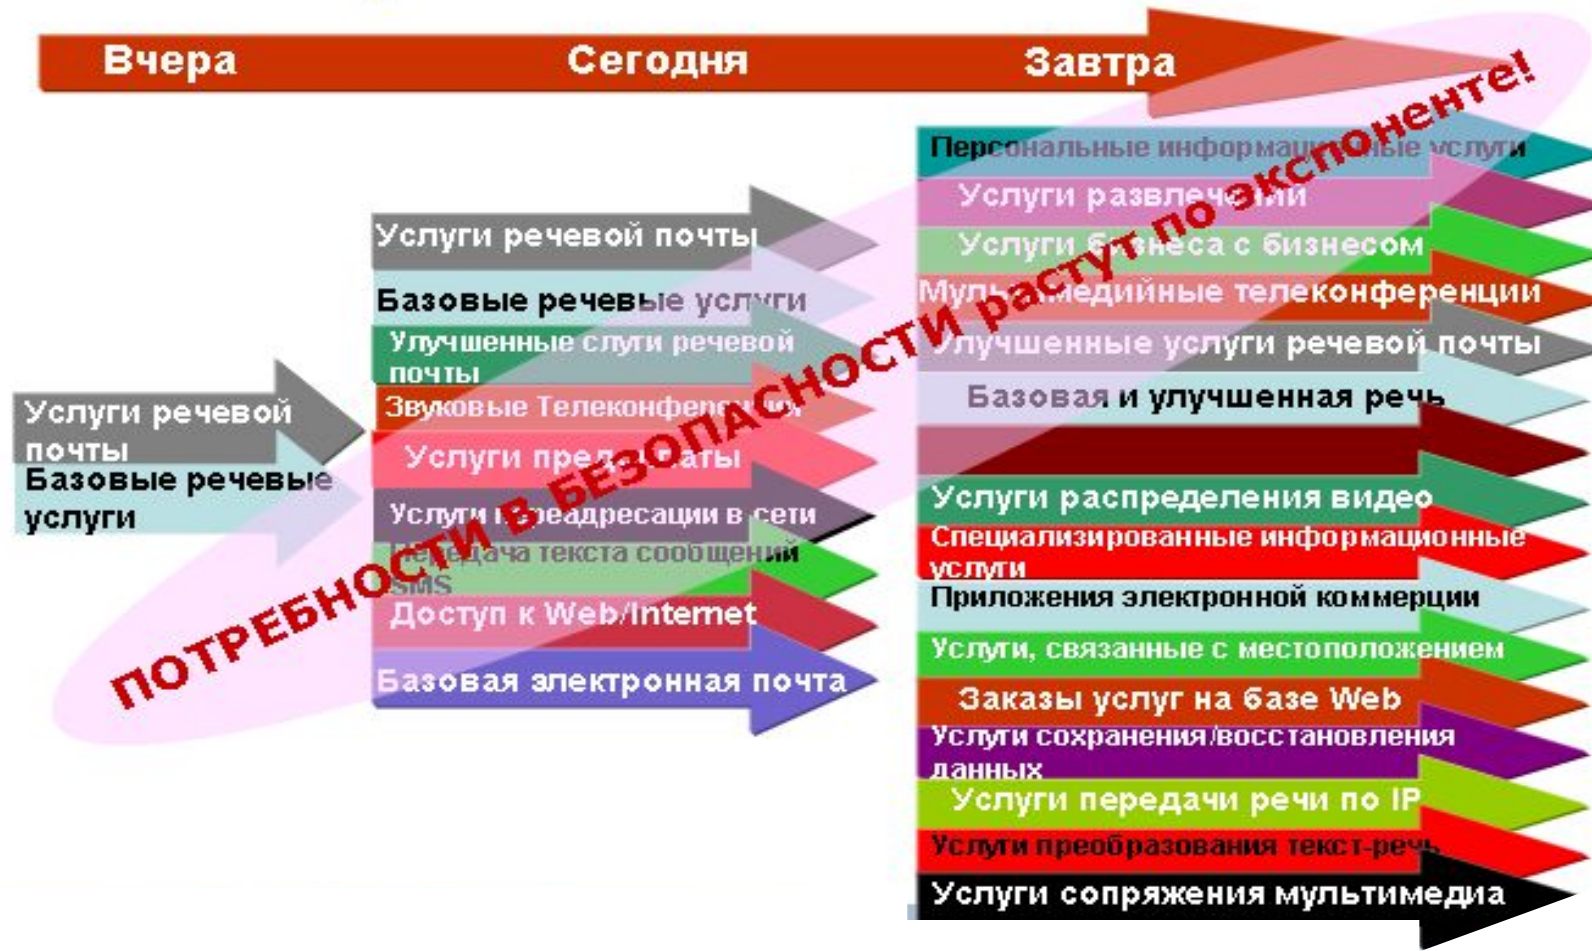 Вчера
Сегодня
Завтра
ПОТРЕБНОСТИ В БЕЗОПАСНОСТИ растут по экспоненте!
Услуги речевой
почты
Базовые речевые
услуги
Услуги речевой почты
Базовые речевые услуги
Улучшенные слуги речевой
почты
Звуковые Телеконференции
Услуги предоплаты
Услуги переадресации в сети
Передача текста сообщений
SMS
Доступ к Web/Internet
Базовая электронная почта
Персональные информационные услуги
Услуги развлечений
Услуги бизнеса с бизнесом
Мультимедийные телеконференции
Улучшенные услуги речевой почты
Базовая и улучшенная речь
Услуги распределения видео
Специализированные информационные
услуги
Приложения электронной коммерции
Услуги, связанные с местоположением
Заказы услуг на базе Web
Услуги сохранения/восстановления
данных
Услуги передачи речи по IP
Услуги преобразования текст-речь
Услуги сопряжения мультимедиа